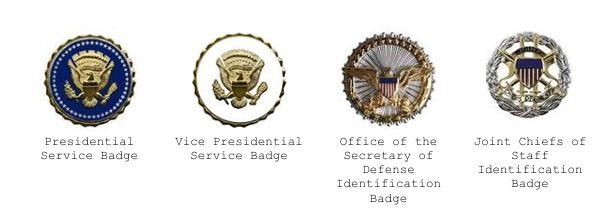 Presidential
Service Badge
Vice Presidential
Service Badge
Office of the
Secretary of
Defense
Identification
Badge
Joint Chiefs of
Staff
Identification
Badge